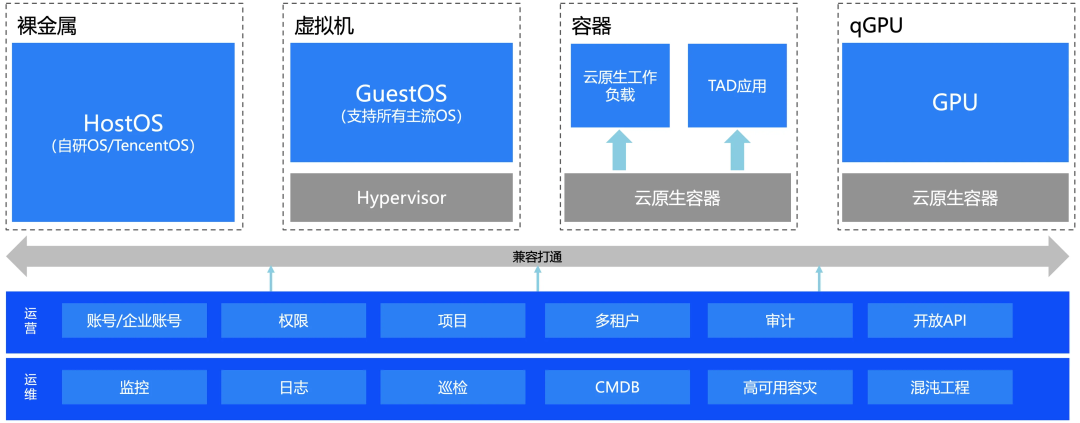 裸金属
HostOS
（自研OS/TencentOS）
虚拟机
GuestOS
（支持所有主流OS）
Hypervisor
容器
云原生工作
负载
TAD应用
云原生容器
qGPU
GPU
云原生容器
兼容打通
运
营
账号/企业账号
权限
项目
多租户
审计
开放API
运
维
监控
日志
巡检
CMDB
高可用容灾
混沌工程